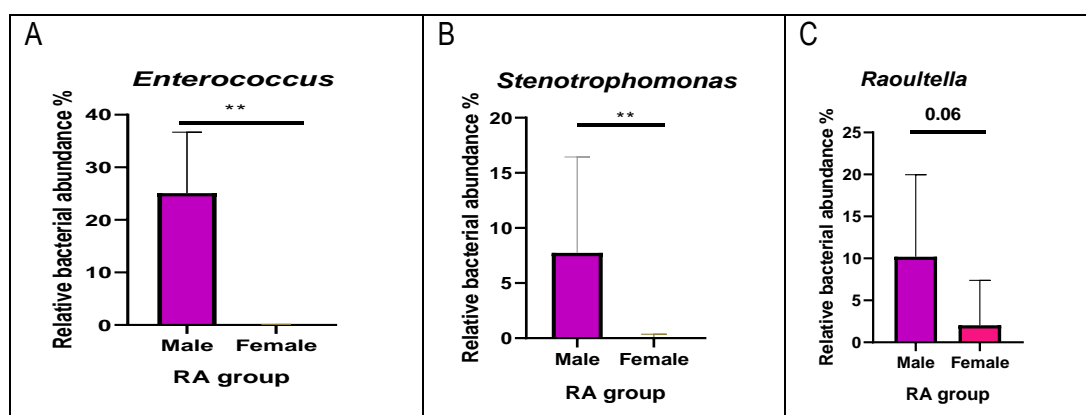 A
Enterococcus
**
Relative bacterial abundance %
40
30
20
10
0
Male Female
RA group
B
Stenotrophomonas
**
Relative bacterial abundance %
20
15
10
5
0
Male Female
RA group
C
Raoultella
0.06
Relative bacterial abundance %
25
20
15
10
5
0
Male Female
RA group